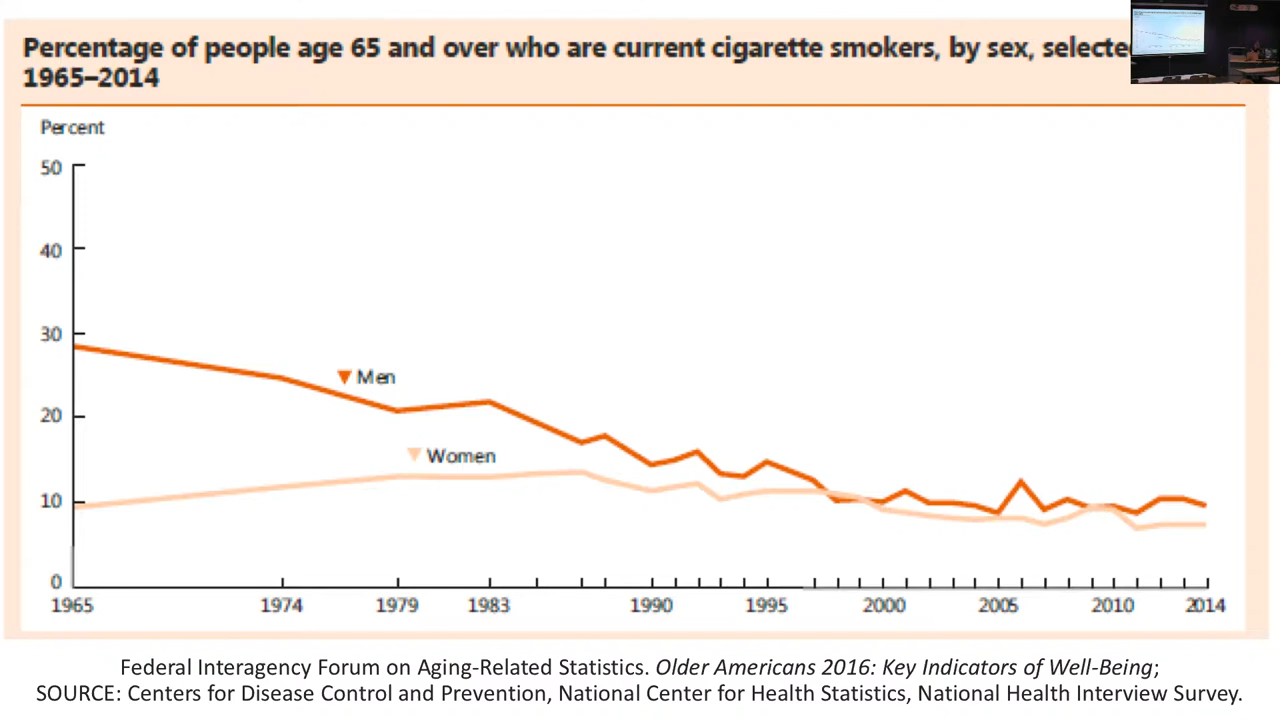 Percentage of people age 65 and over who are current cigarette smokers, by sex,
1965–2014
Percent
50
40
30
20
10
0
Men
Women
1965 1974 1979 1983 1990 1995 2000 2005 2010 2014
Federal Interagency Forum on Aging-Related Statistics. Older Americans 2016: Key Indicators of Well-Being;
SOURCE: Centers for Disease Control and Prevention, National Center for Health Statistics, National Health Interview Survey.